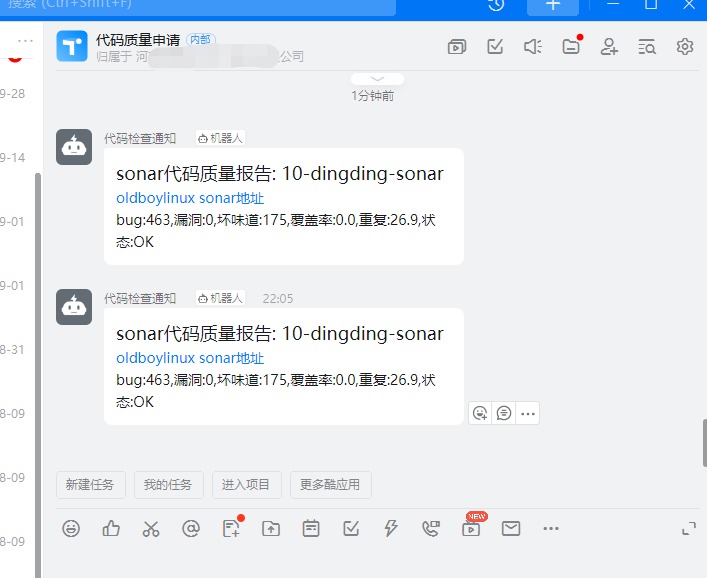 搜索 (Ctrl+Shift+F)
代码质量申请 内部
归属于 河 公司
1分钟前
9-28
9-14
9-01
9-01
8-31
8-09
8-09
8-09
代码检查通知 机器人
sonar代码质量报告: 10-dingding-sonar
oldboylinux sonar地址
bug:463,漏洞:0,坏味道:175,覆盖率:0.0,重复:26.9,状
态:OK
代码检查通知 机器人 22:05
sonar代码质量报告: 10-dingding-sonar
oldboylinux sonar地址
bug:463,漏洞:0,坏味道:175,覆盖率:0.0,重复:26.9,状
态:OK
新建任务 我的任务 进入项目 更多酷应用
NEW